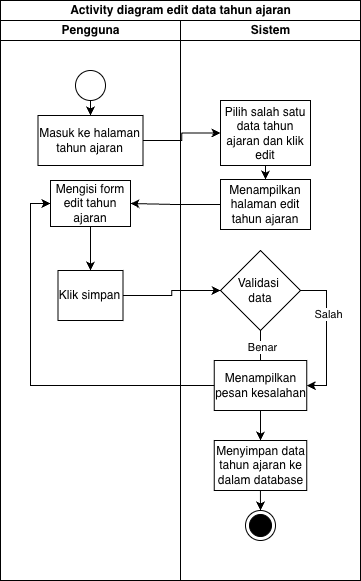 Activity diagram edit data tahun ajaran
Pengguna
Sistem
Masuk ke halaman
tahun ajaran
Pilih salah satu
data tahun
ajaran dan klik
edit
Mengisi form
edit tahun
ajaran
Menampilkan
halaman edit
tahun ajaran
Klik simpan
Validasi
data
Salah
Benar
Menampilkan
pesan kesalahan
Menyimpan data
tahun ajaran ke
dalam database